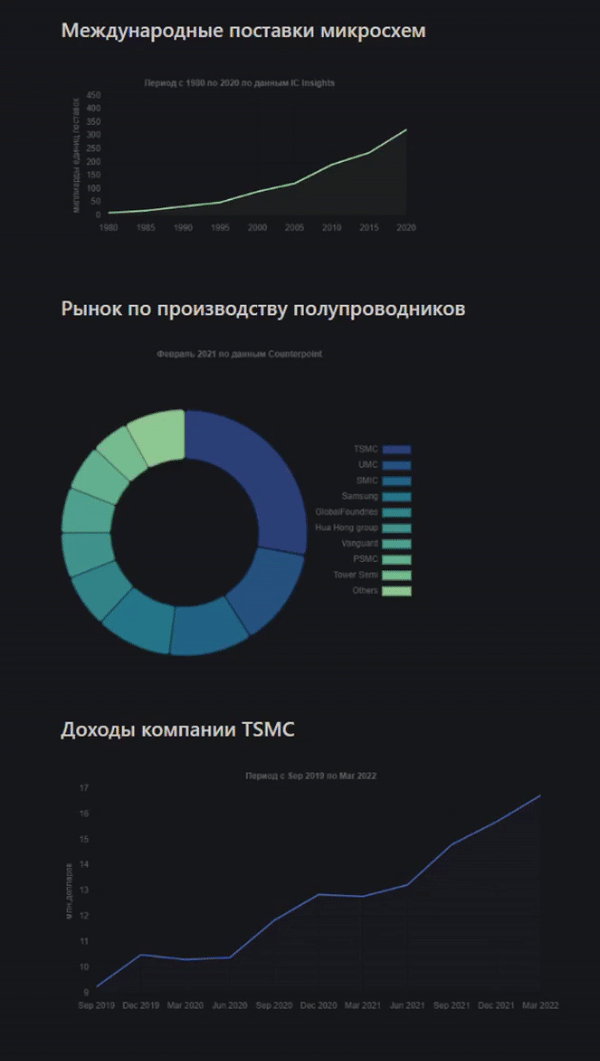 Международные поставки микросхем
Период с 1980 по 2020 по данным IC Insights
миллиарды единиц поставок
450
400
350
300
250
200
150
100
50
0
1980 1985 1990 1995 2000 2005 2010 2015 2020
Рынок по производству полупроводников
Февраль 2021 по данным Counterpoint
TSMC
UMC
SMIC
Samsung
GlobalFoundries
Hua Hong group
Vanguard
PSMC
Tower Semi
Others
Доходы компании TSMC
Период с Sep 2019 по Mar 2022
млн долларов
17
16
15
14
13
12
11
10
9
Sep 2019 Dec 2019 Mar 2020 Jun 2020 Sep 2020 Dec 2020 Mar 2021 Jun 2021 Sep 2021 Dec 2021 Mar 2022